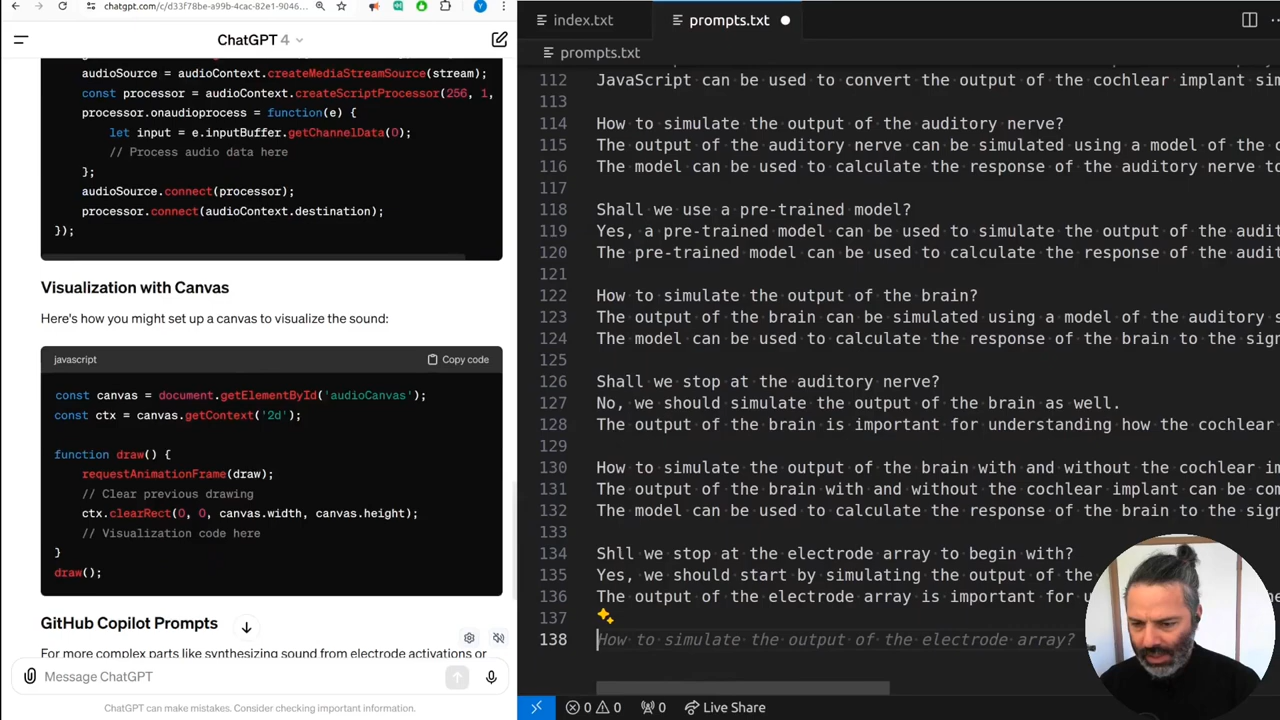 chatgpt.com/c/d33f78be-a99b-4cac-82e1-9046...
Y
ChatGPT 4
audioSource = audioContext.createMediaStreamSource(stream);
const processor = audioContext.createScriptProcessor(256, 1,
processor.onaudioprocess = function(e) {
let input = e.inputBuffer.getChannelData(0);
// Process audio data here
};
audioSource.connect(processor);
processor.connect(audioContext.destination);
});
Visualization with Canvas
Here's how you might set up a canvas to visualize the sound:
javascript
Copy code
const canvas = document.getElementById('audioCanvas');
const ctx = canvas.getContext('2d');
function draw() {
requestAnimationFrame(draw);
// Clear previous drawing
ctx.clearRect(0, 0, canvas.width, canvas.height);
// Visualization code here
}
draw();
GitHub Copilot Prompts
For more complex parts like synthesizing sound from electrode activations or
Message ChatGPT
ChatGPT can make mistakes. Consider checking important information.
index.txt
prompts.txt
prompts.txt
112 JavaScript can be used to convert the output of the cochlear implant
113
114 How to simulate the output of the auditory nerve?
115 The output of the auditory nerve can be simulated using a model of the
116 The model can be used to calculate the response of the auditory nerve
117
118 Shall we use a pre-trained model?
119 Yes, a pre-trained model can be used to simulate the output of the
120 The pre-trained model can be used to calculate the response of the
121
122 How to simulate the output of the brain?
123 The output of the brain can be simulated using a model of the auditory
124 The model can be used to calculate the response of the brain to the
125
126 Shall we stop at the auditory nerve?
127 No, we should simulate the output of the brain as well.
128 The output of the brain is important for understanding how the cochlear
129
130 How to simulate the output of the brain with and without the cochlear
131 The output of the brain with and without the cochlear implant can be
132 The model can be used to calculate the response of the brain to the
133
134 Shll we stop at the electrode array to begin with?
135 Yes, we should start by simulating the output of the
136 The output of the electrode array is important for
137
138 How to simulate the output of the electrode array?
0 0 0 Live Share